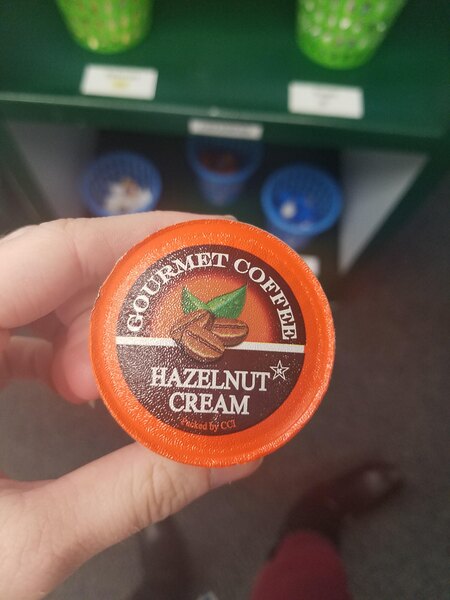 GOURMET COFFEE
HAZELNUT
CREAM
Packed by CCI